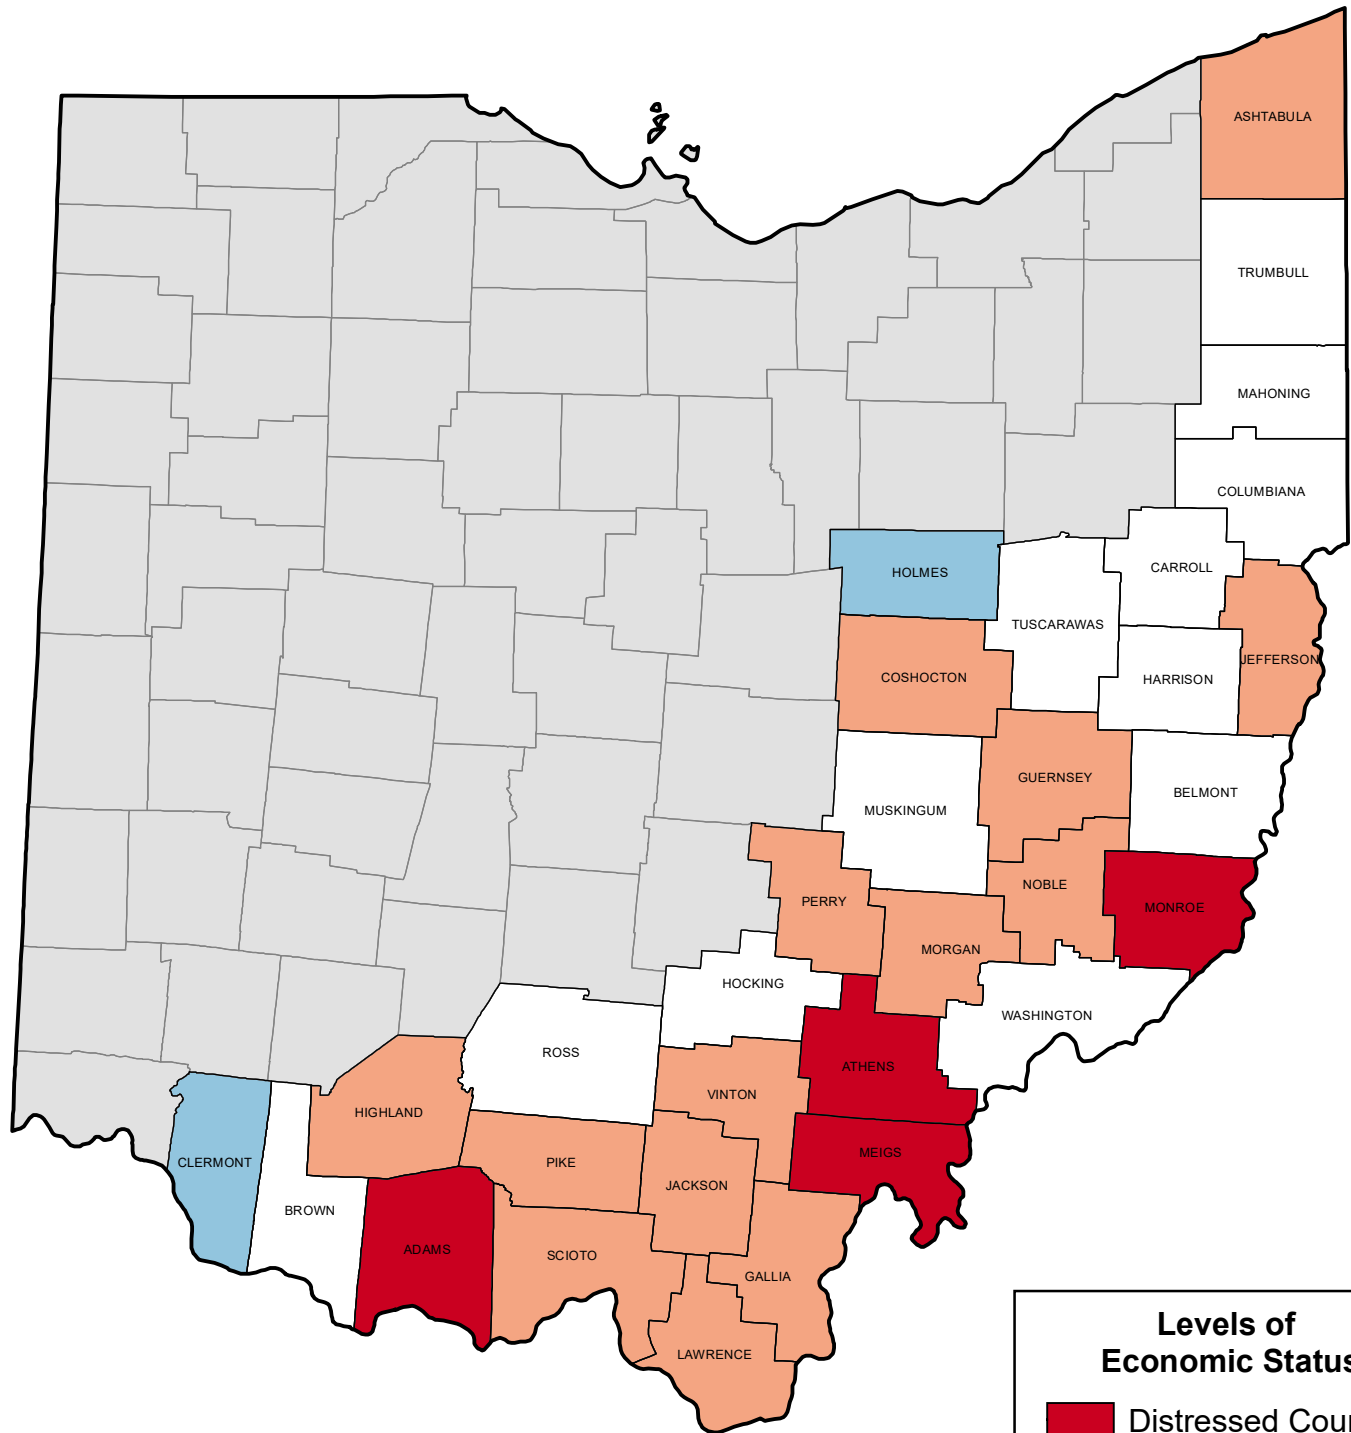 ASHTABULA
TRUMBULL
MAHONING
COLUMBIANA
CARROLL
HOLMES
TUSCARAWAS
JEFFERSON
COSHOCTON
HARRISON
GUERNSEY
BELMONT
MUSKINGUM
NOBLE
PERRY
MONROE
MORGAN
HOCKING
WASHINGTON
ROSS
ATHENS
VINTON
HIGHLAND
MEIGS
CLERMONT
PIKE
JACKSON
BROWN
ADAMS
SCIOTO
GALLIA
LAWRENCE
Levels of
Economic Status
Distressed Coun